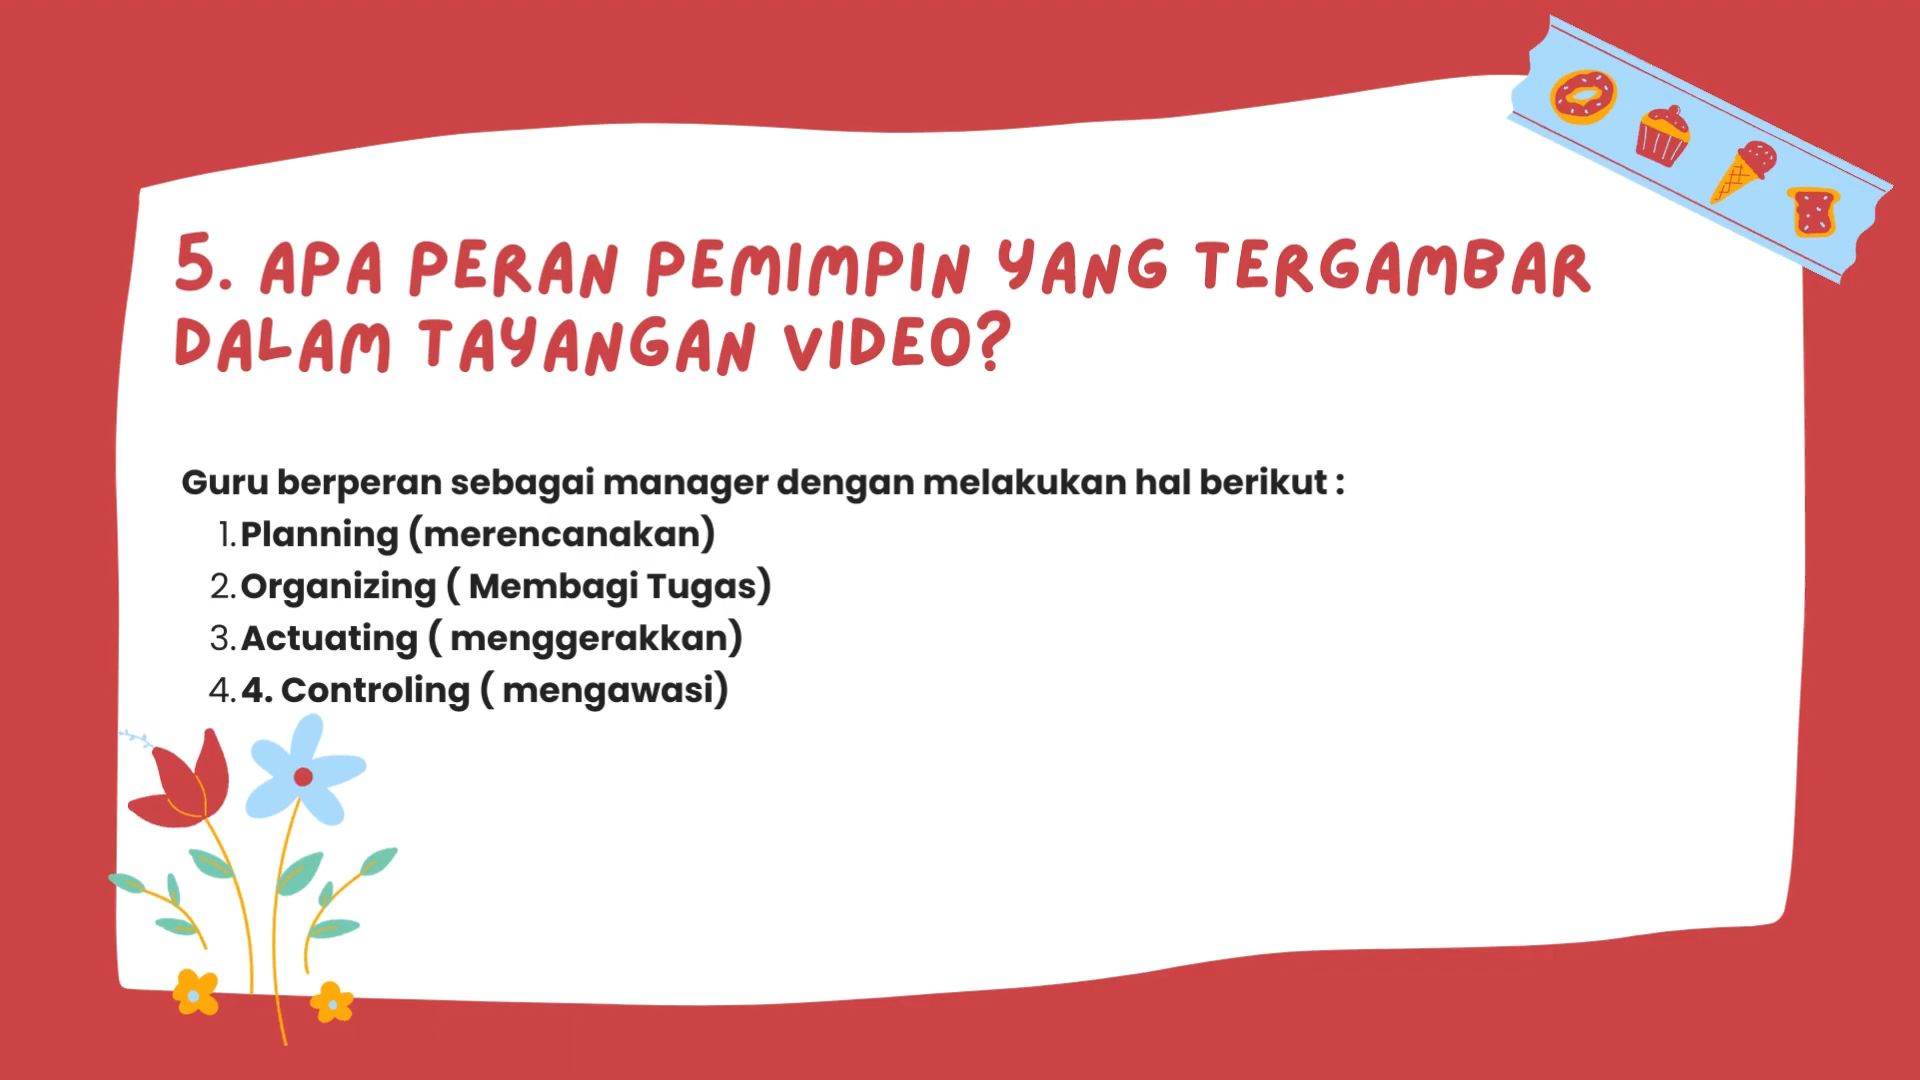 5. APA PERAN PEMIMPIN YANG TERGAMBAR
DALAM TAYANGAN VIDEO?
Guru berperan sebagai manager dengan melakukan hal berikut :
1. Planning (merencanakan)
2. Organizing ( Membagi Tugas)
3. Actuating ( menggerakkan)
4. 4. Controling ( mengawasi)